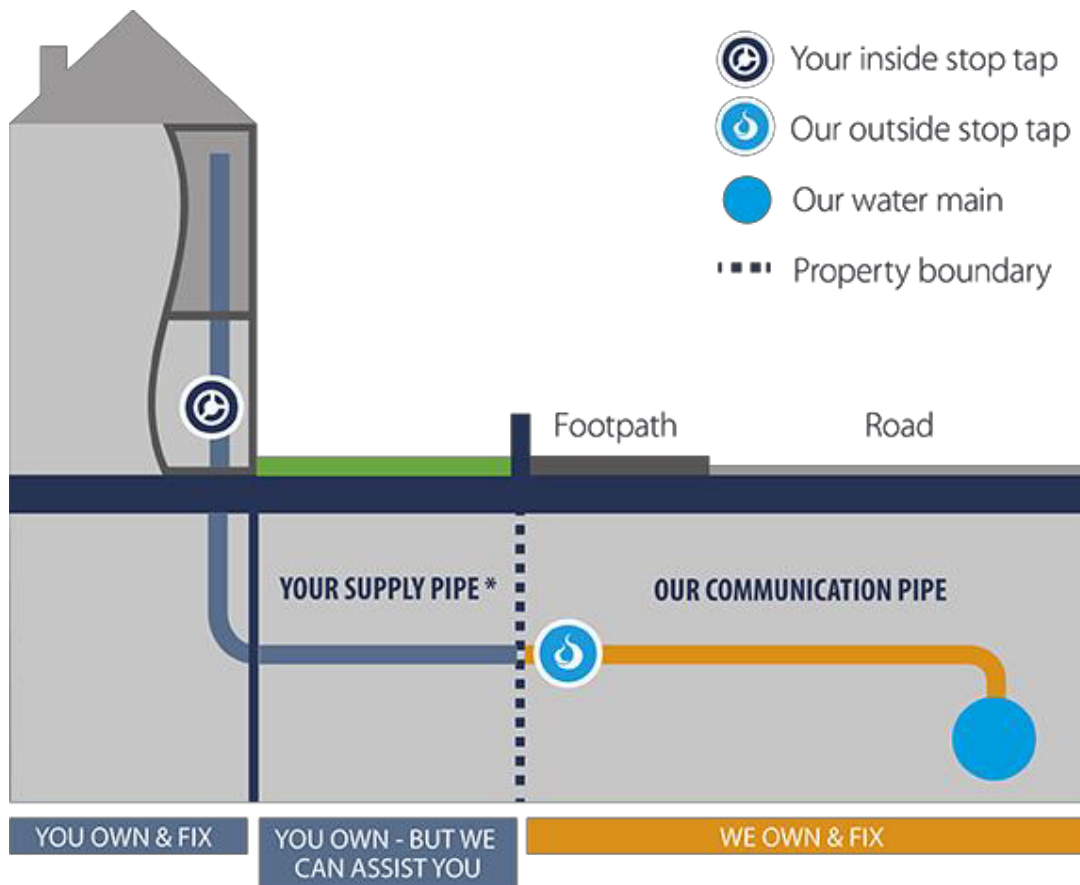 Your inside stop tap
Our outside stop tap
Our water main
Property boundary
Footpath
Road
YOUR SUPPLY PIPE *
OUR COMMUNICATION PIPE
YOU OWN & FIX
YOU OWN - BUT WE
CAN ASSIST YOU
WE OWN & FIX